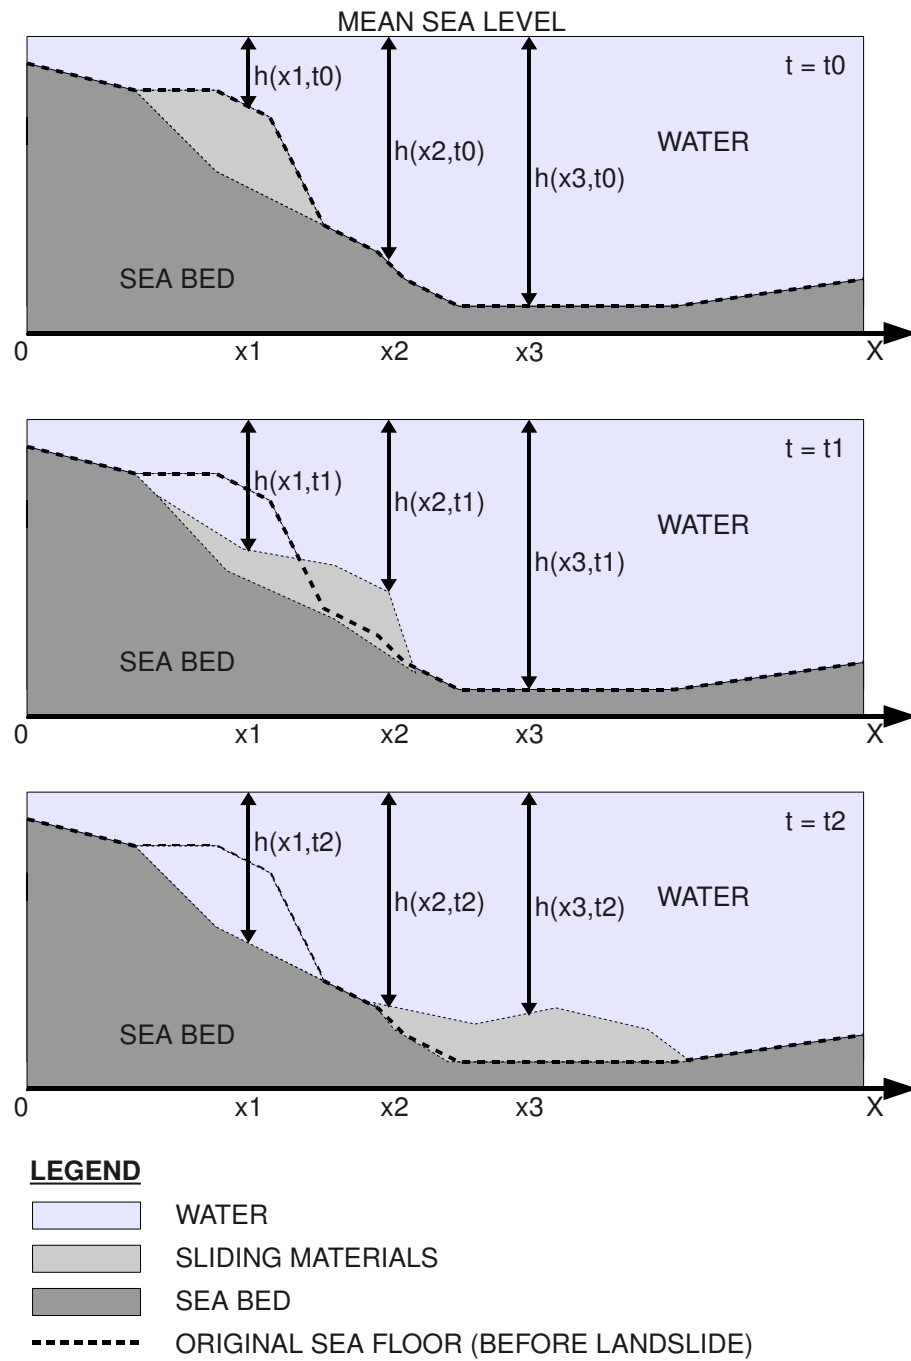 MEAN SEA LEVEL
h(x1,t0)
t = t0
WATER
h(x2,t0)
h(x3,t0)
SEA BED
0 x1 x2 x3 X
t = t1
h(x1,t1)
h(x2,t1)
WATER
h(x3,t1)
SEA BED
0 x1 x2 x3 X
t = t2
h(x1,t2)
WATER
h(x2,t2)
h(x3,t2)
SEA BED
0 x1 x2 x3 X
LEGEND
WATER
SLIDING MATERIALS
SEA BED
ORIGINAL SEA FLOOR (BEFORE LANDSLIDE)